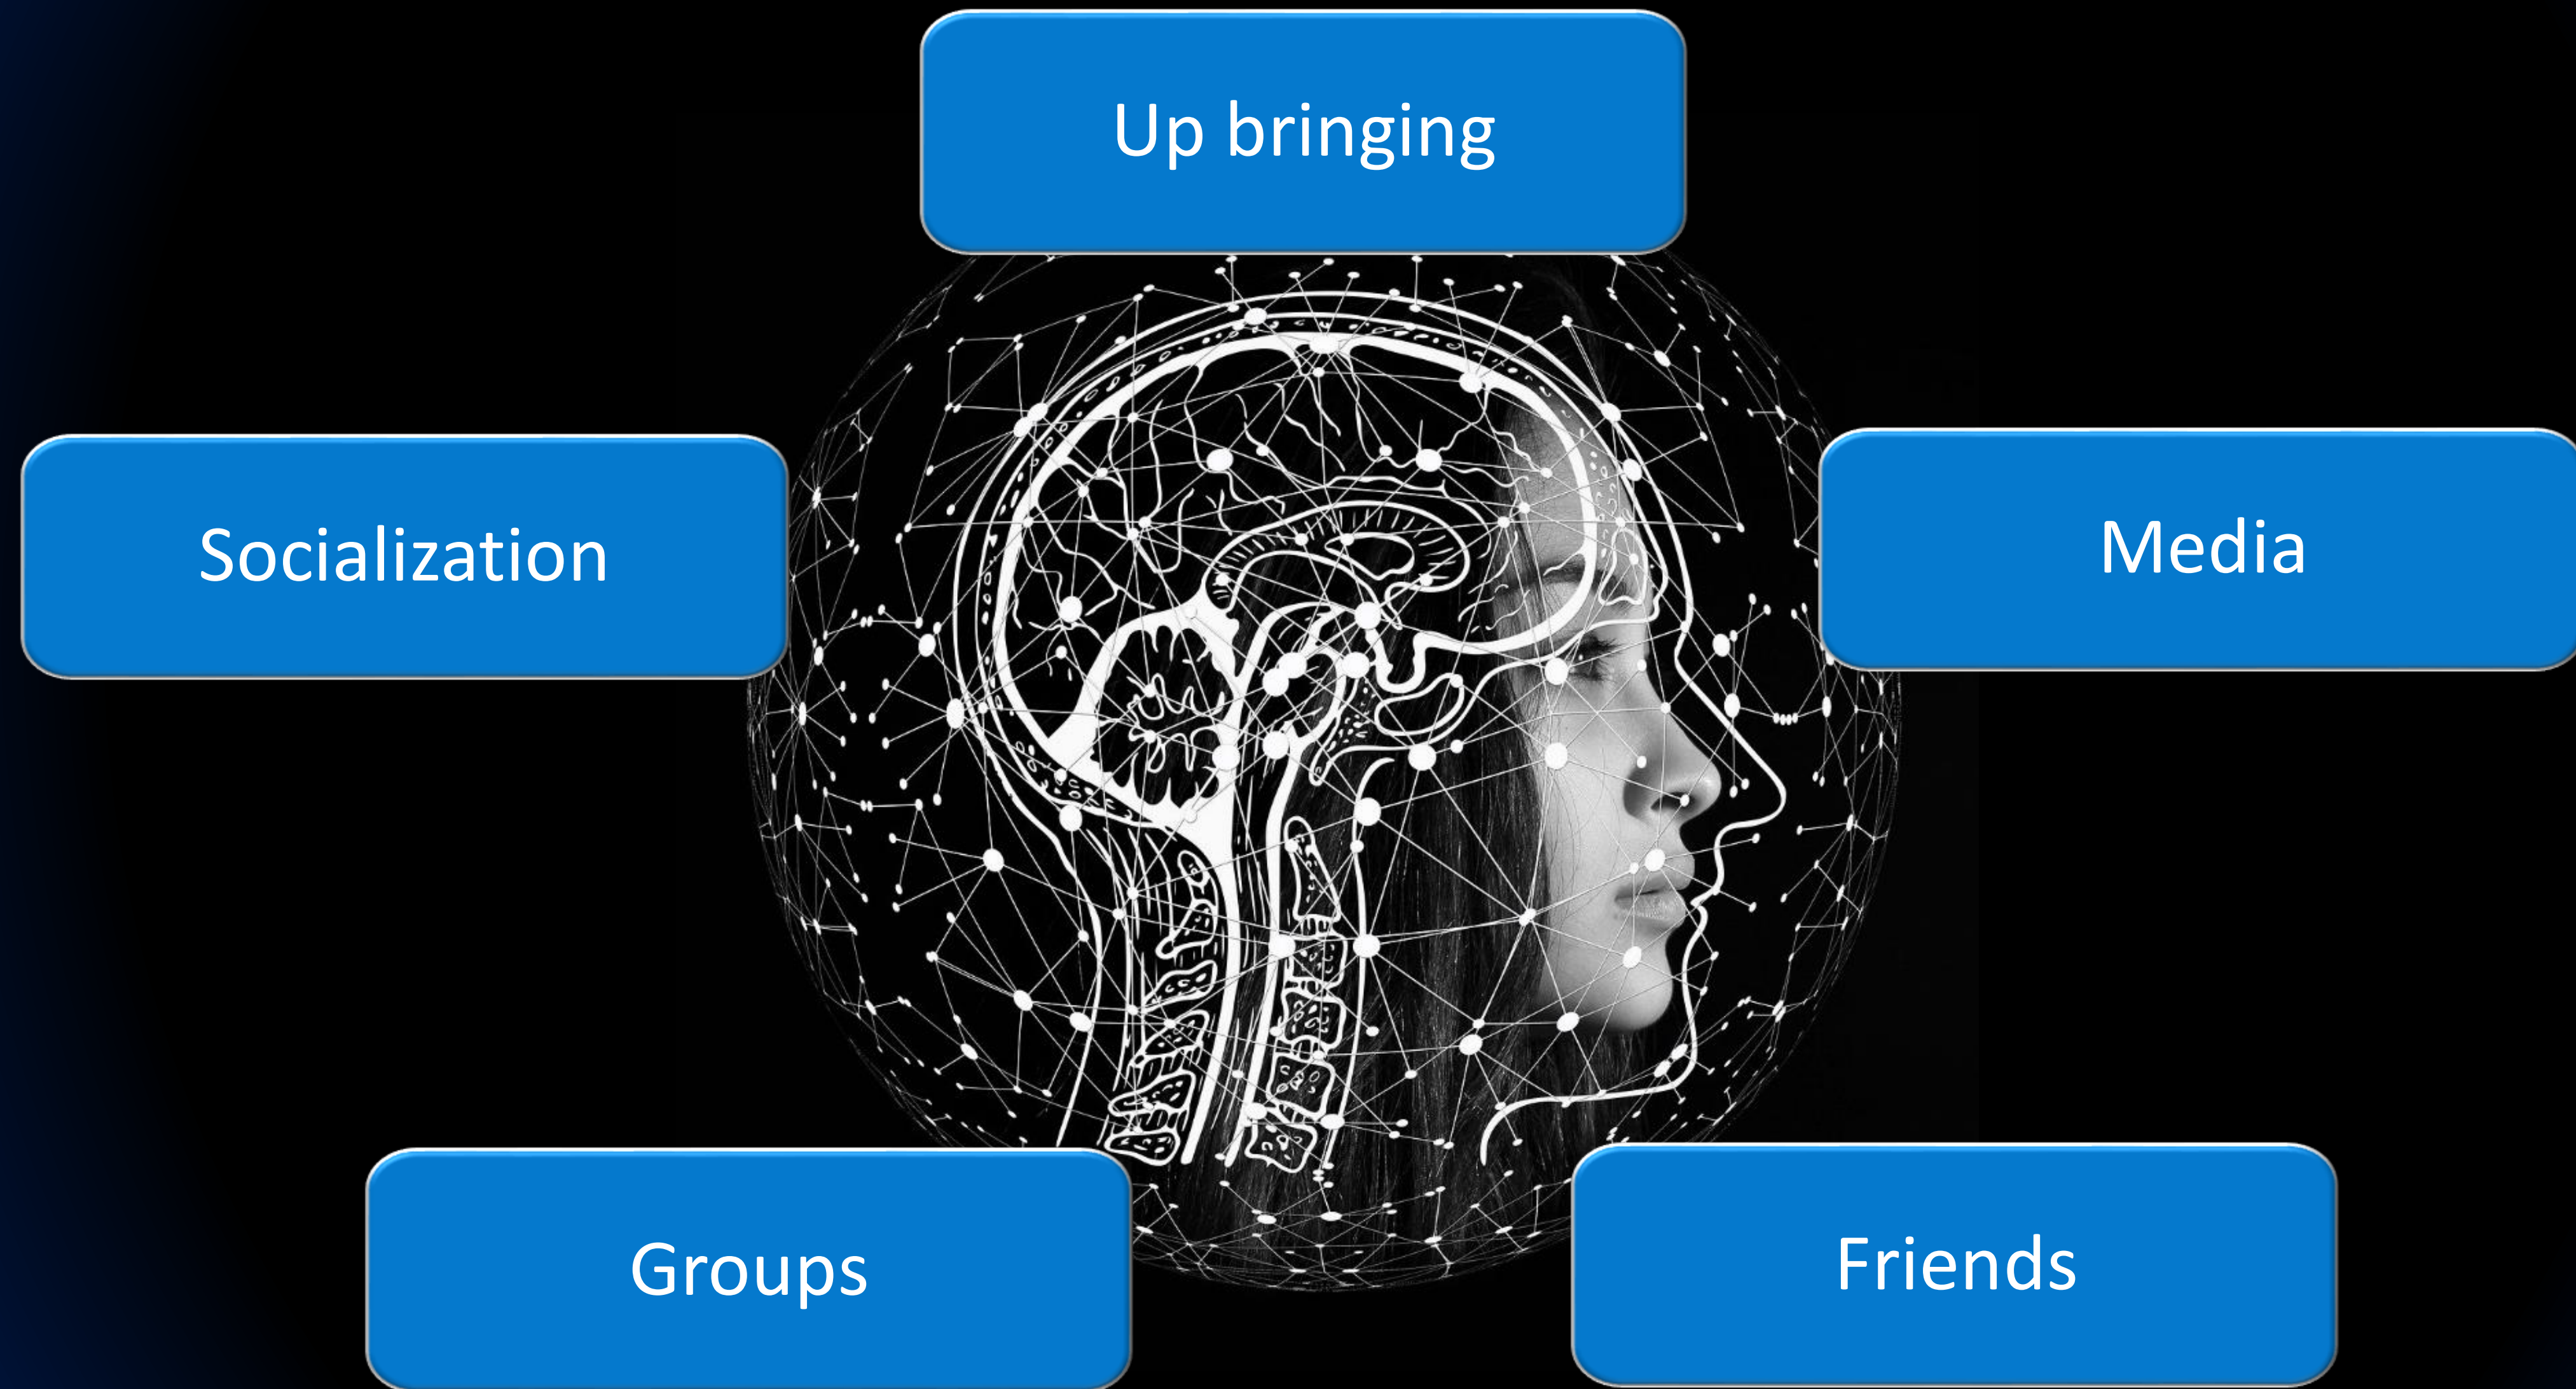 Up bringing
Socialization
Media
Groups
Friends